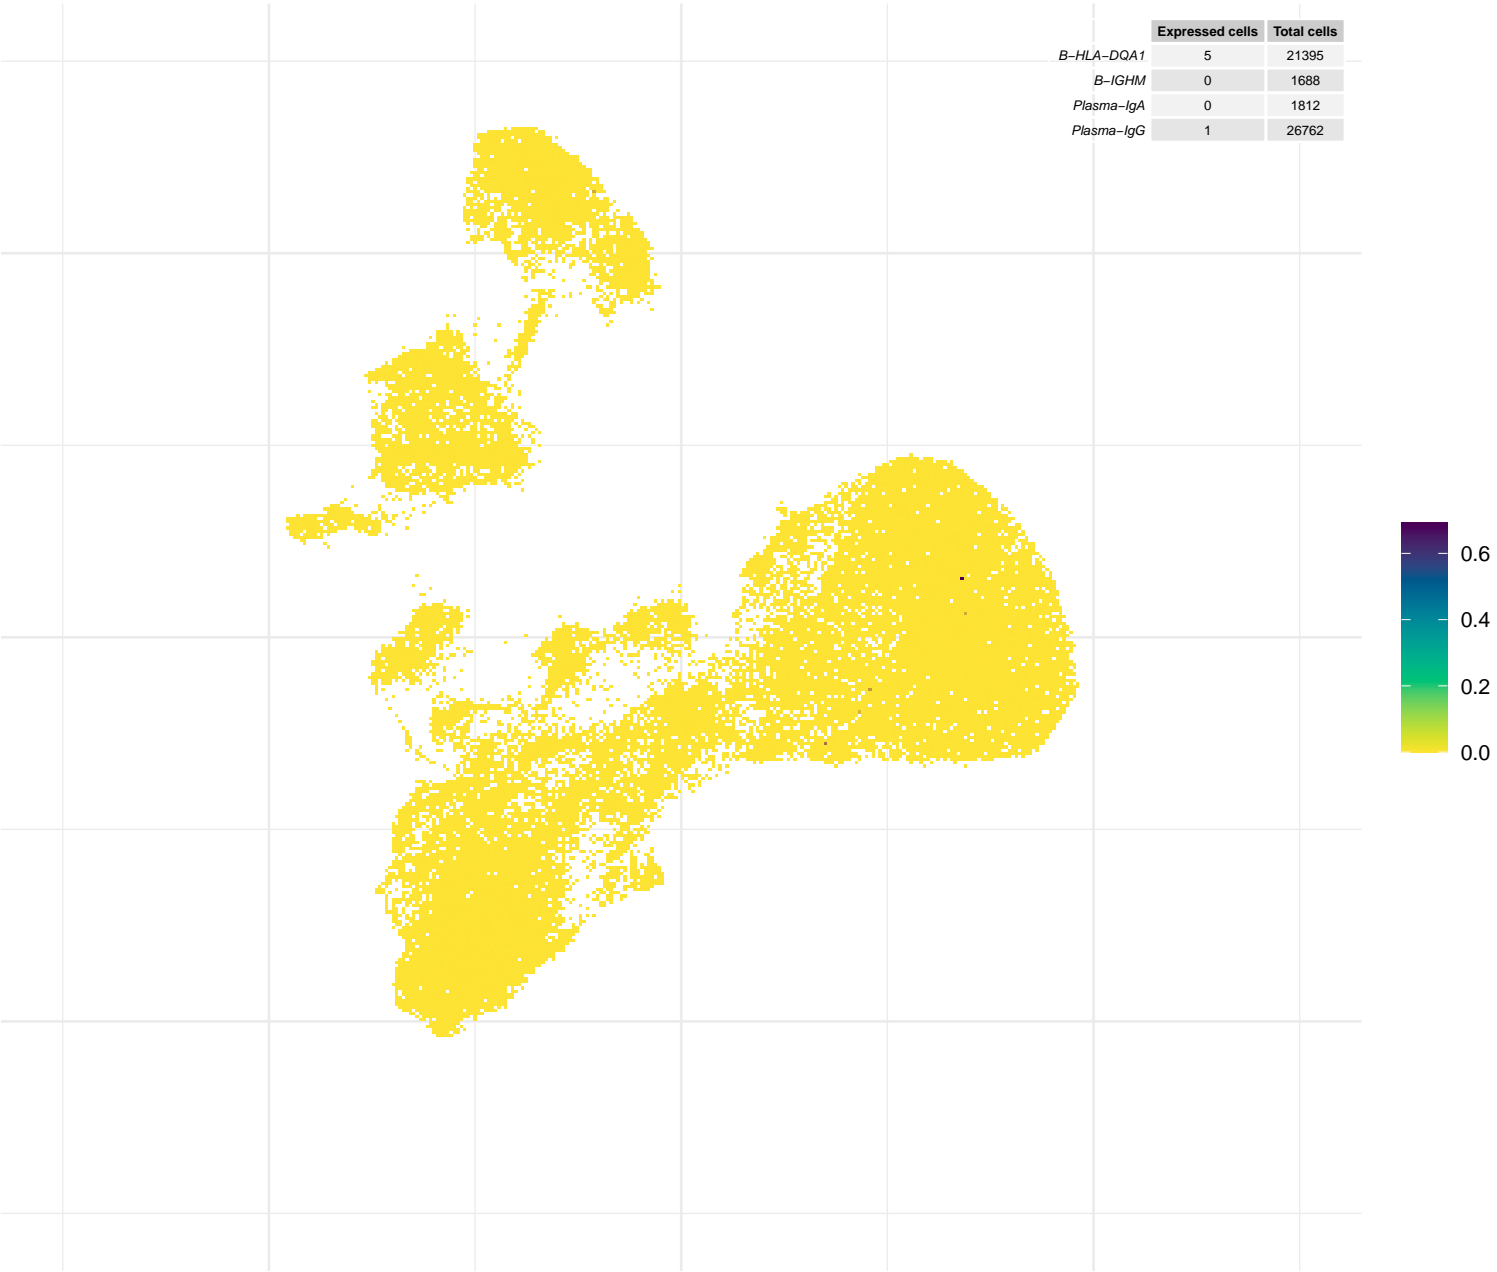 Expressed cells Total cells
B−HLA−DQA1 5 21395
B−IGHM 0 1688
Plasma−IgA 0 1812
Plasma−IgG 1 26762
0.6
0.4
0.2
0.0